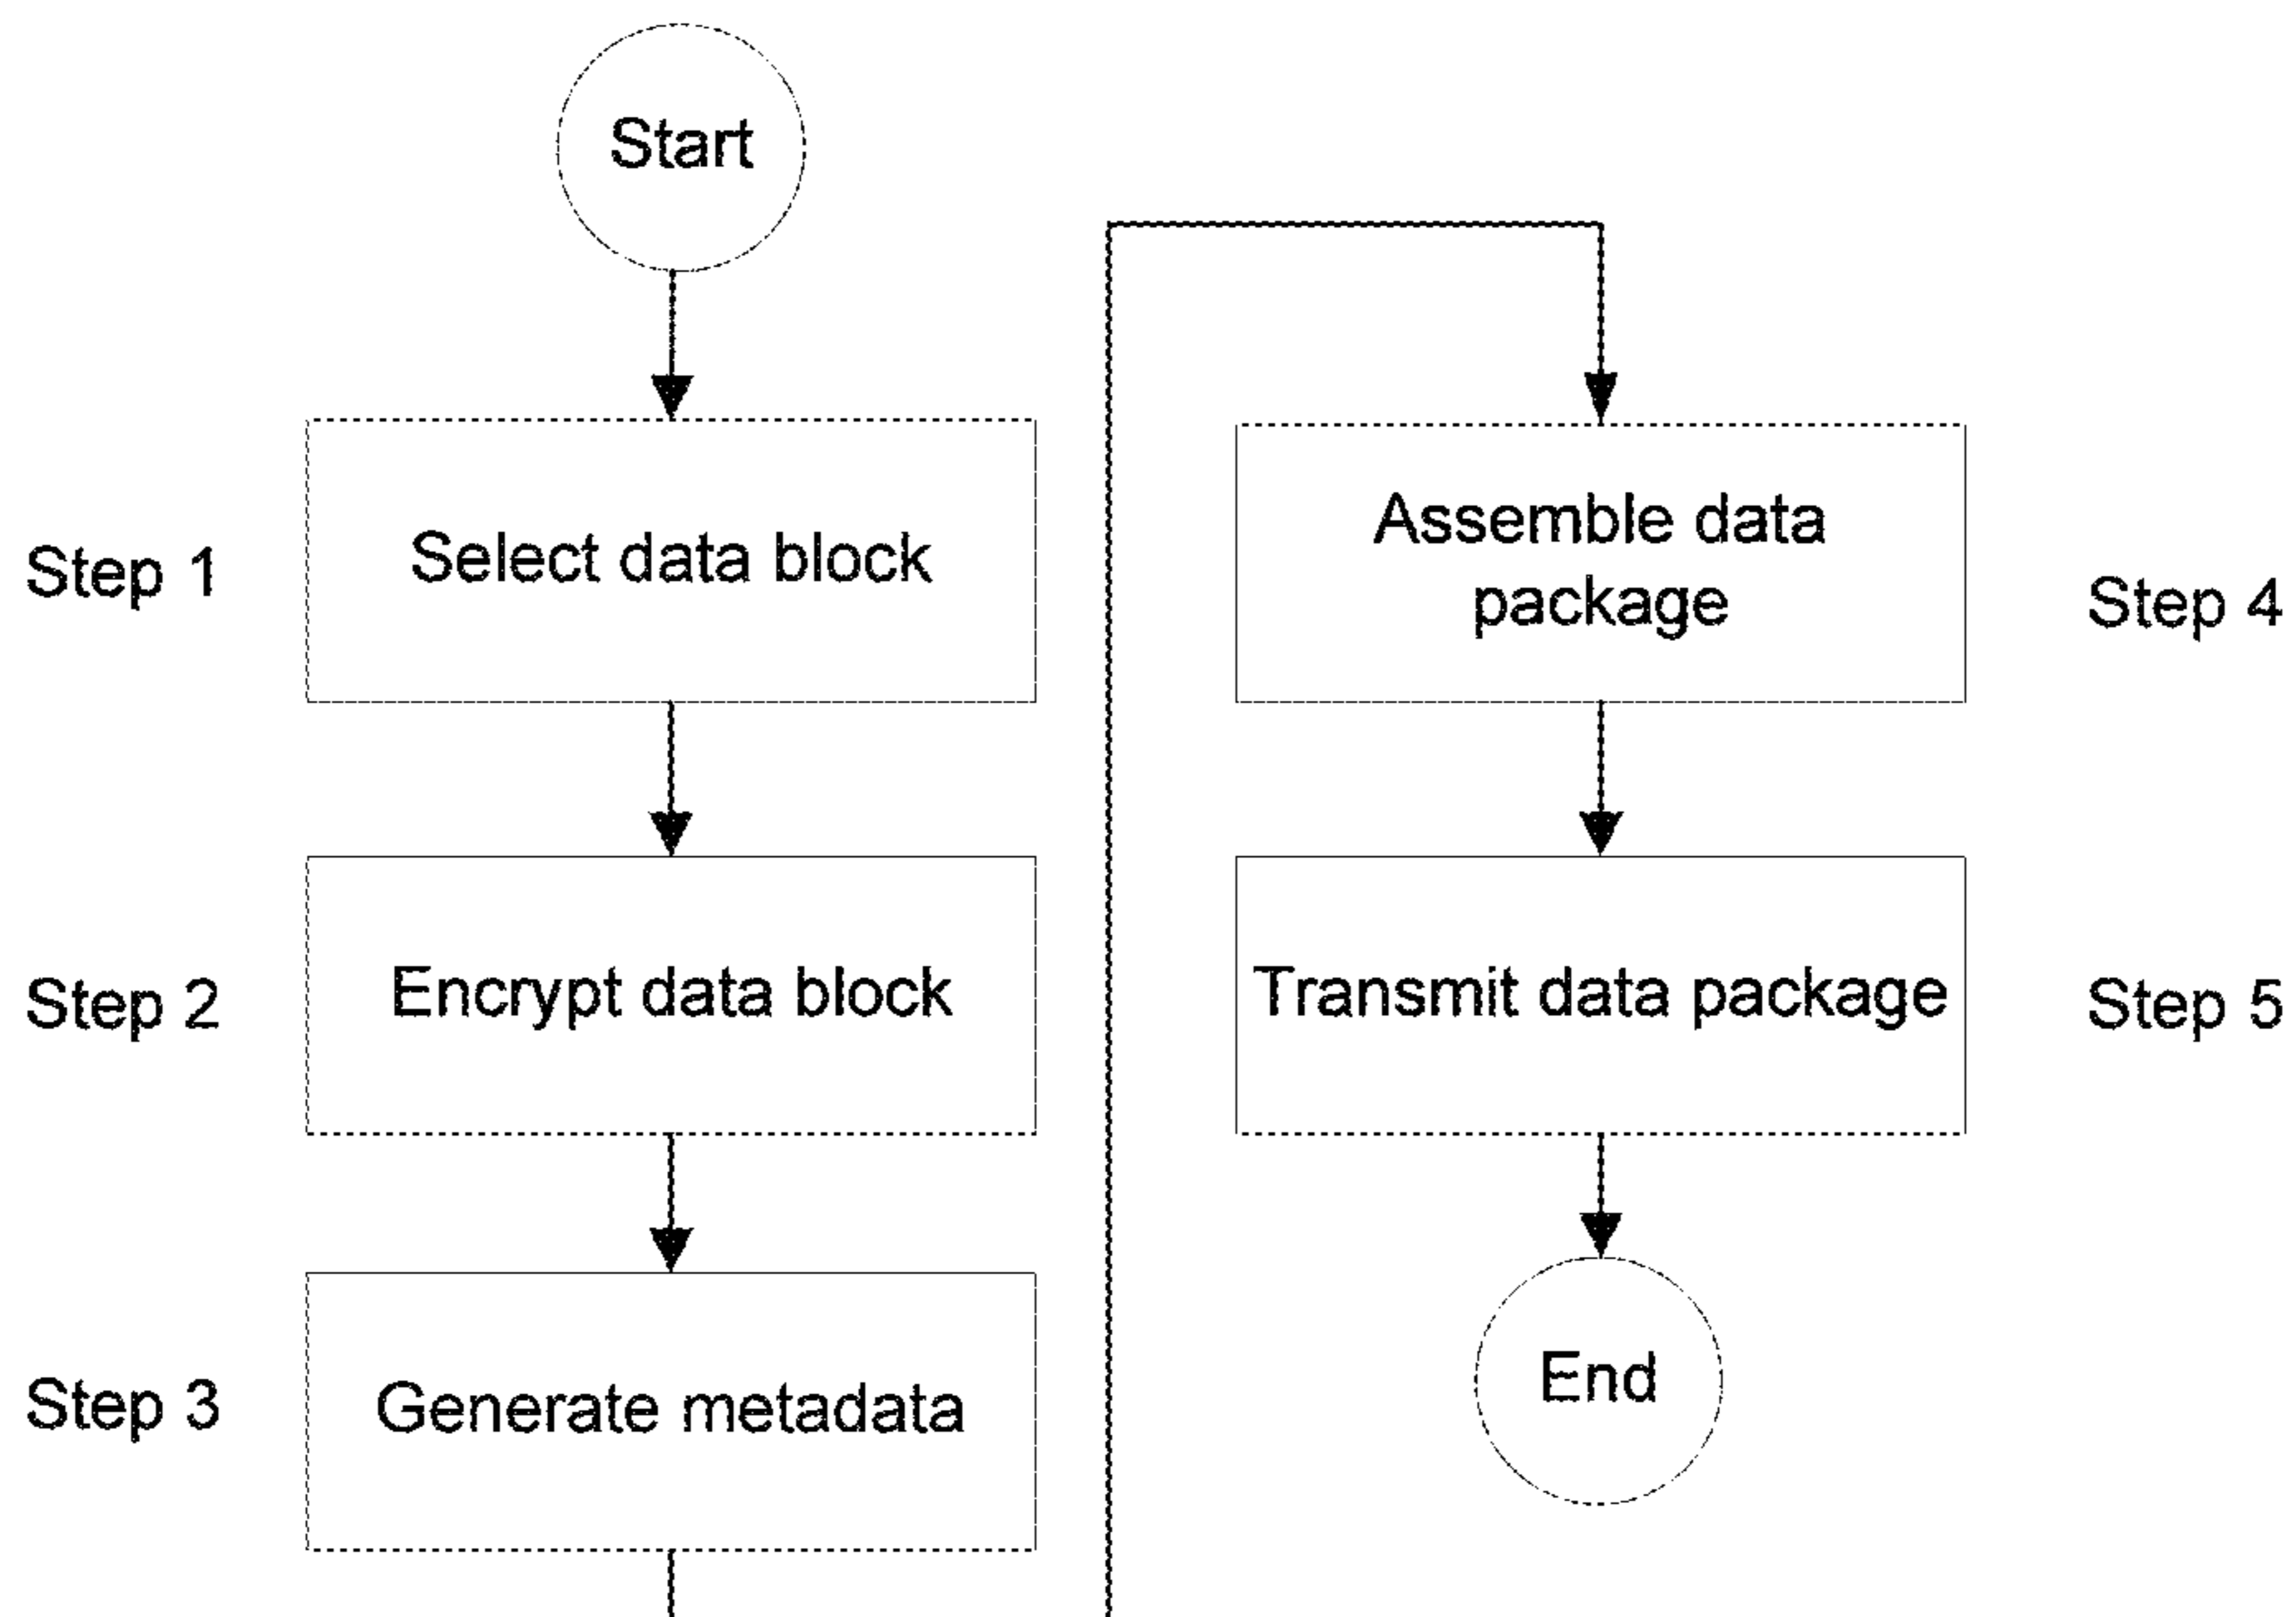 Start
Step 1
Select data block
Step 2
Encrypt data block
Step 3
Generate metadata
Assemble data
package
Step 4
Transmit data package
Step 5
End